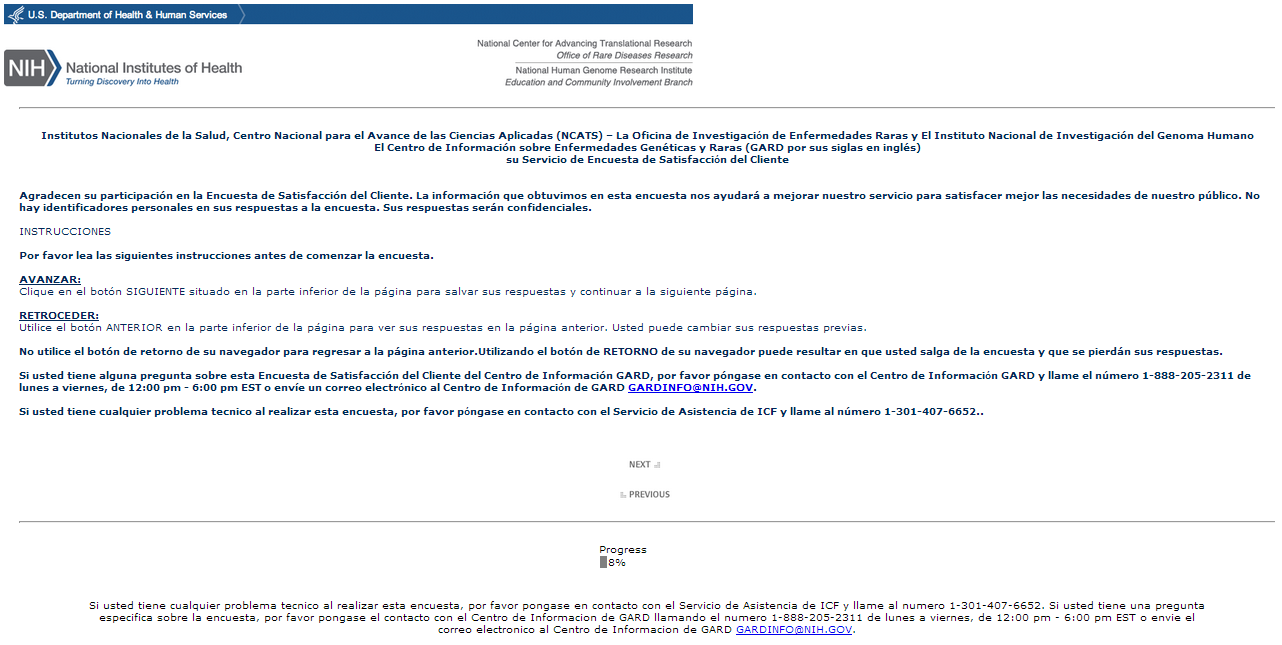 U.S. Department of Health & Human Services
National Center for Advancing Translational Research
Office of Rare Diseases Research
National Human Genome Research Institute
Education and Community Involvement Branch
NIH National Institutes of Health
Turning Discovery Into Health
Institutos Nacionales de la Salud, Centro Nacional para el Avance de las Ciencias Aplicadas (NCATS) – La Oficina de Investigación de Enfermedades Raras y El Instituto Nacional de Investigación del Genoma Humano
El Centro de Información sobre Enfermedades Genéticas y Raras (GARD por sus siglas en inglés)
su Servicio de Encuesta de Satisfacción del Cliente
Agradecen su participación en la Encuesta de Satisfacción del Cliente. La información que obtuvimos en esta encuesta nos ayudará a mejorar nuestro servicio para satisfacer mejor las necesidades de nuestro público. No
hay identificadores personales en sus respuestas a la encuesta. Sus respuestas serán confidenciales.
INSTRUCCIONES
Por favor lea las siguientes instrucciones antes de comenzar la encuesta.
AVANZAR:
Clique en el botón SIGUIENTE situado en la parte inferior de la página para salvar sus respuestas y continuar a la siguiente página.
RETROCEDER:
Utilice el botón ANTERIOR en la parte inferior de la página para ver sus respuestas en la página anterior. Usted puede cambiar sus respuestas previas.
No utilice el botón de retorno de su navegador para regresar a la página anterior.Utilizando el botón de RETORNO de su navegador puede resultar en que usted salga de la encuesta y que se pierdán sus respuestas.
Si usted tiene alguna pregunta sobre esta Encuesta de Satisfacción del Cliente del Centro de Información GARD, por favor póngase en contacto con el Centro de Información GARD y llame el número 1-888-205-2311 de
lunes a viernes, de 12:00 pm - 6:00 pm EST o envíe un correo electrónico al Centro de Información de GARD GARDINFO@NIH.GOV.
Si usted tiene cualquier problema tecnico al realizar esta encuesta, por favor póngase en contacto con el Servicio de Asistencia de ICF y llame al número 1-301-407-6652..
NEXT
PREVIOUS
Progress
8%
Si usted tiene cualquier problema tecnico al realizar esta encuesta, por favor pongase en contacto con el Servicio de Asistencia de ICF y llame al numero 1-301-407-6652. Si usted tiene una pregunta
especifica sobre la encuesta, por favor pongase el contacto con el Centro de Informacion de GARD llamando el numero 1-888-205-2311 de lunes a viernes, de 12:00 pm - 6:00 pm EST o envie el
correo electronico al Centro de Informacion de GARD GARDINFO@NIH.GOV.